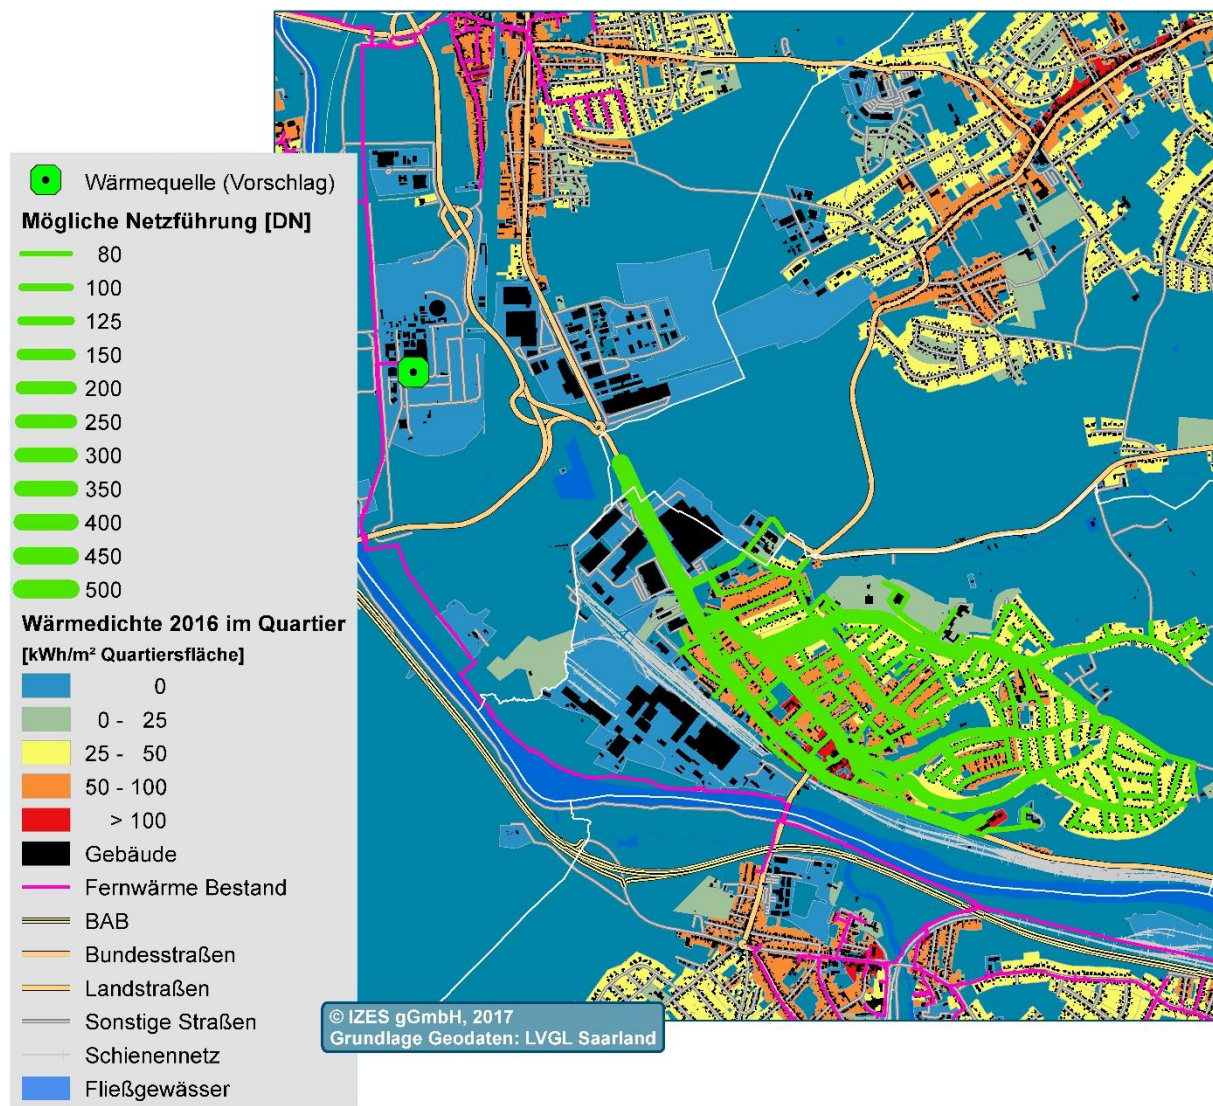 Wärmequelle (Vorschlag)
Mögliche Netzführung [DN]
80
100
125
150
200
250
300
350
400
450
500
Wärmedichte 2016 im Quartier
[kWh/m² Quartiersfläche]
0
0 - 25
25 - 50
50 - 100
> 100
Gebäude
Fernwärme Bestand
BAB
Bundesstraßen
Landstraßen
Sonstige Straßen
Schienennetz
Fließgewässer
© IZES gGmbH, 2017
Grundlage Geodaten: LVGL Saarland